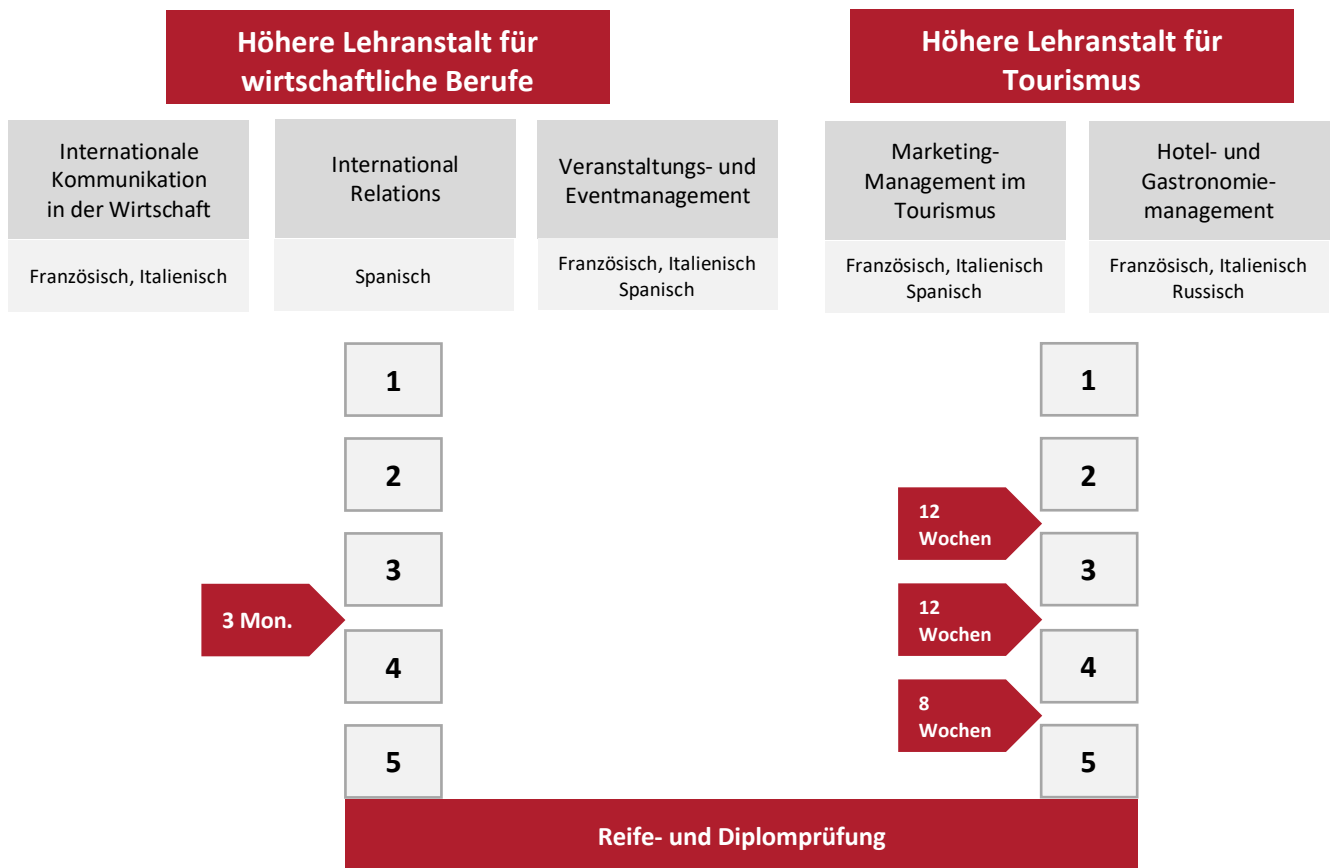 Höhere Lehranstalt für
wirtschaftliche Berufe
Höhere Lehranstalt für
Tourismus
Internationale
Kommunikation
in der Wirtschaft
International
Relations
Veranstaltungs- und
Eventmanagement
Marketing-
Management im
Tourismus
Hotel- und
Gastronomie-
management
Französisch, Italienisch
Spanisch
Französisch, Italienisch
Spanisch
Französisch, Italienisch
Spanisch
Französisch, Italienisch
Russisch
1
2
3
3 Mon.
4
5
1
2
12
Wochen
3
12
Wochen
4
8
Wochen
5
Reife- und Diplomprüfung